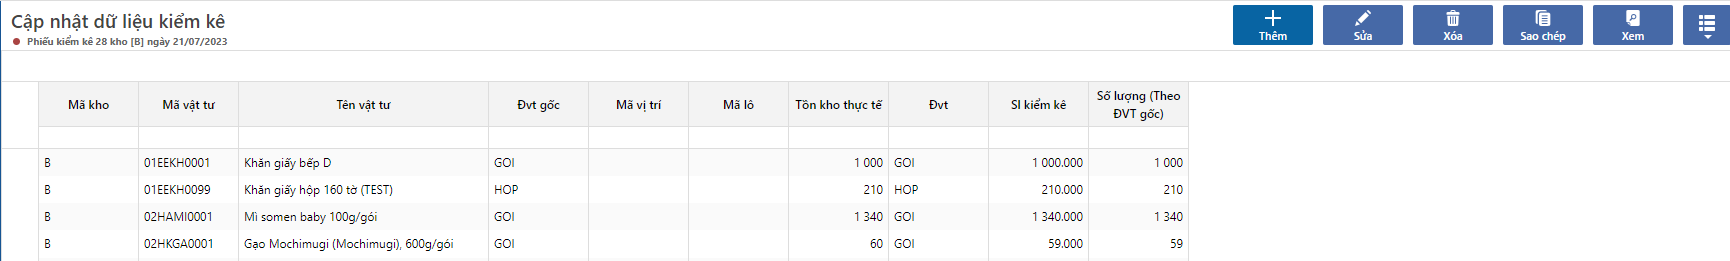 Cập nhật dữ liệu kiểm kê
Phiếu kiểm kê 28 kho [B] ngày 21/07/2023
Thêm Sửa Xóa Sao chép Xem
Mã kho Mã vật tư Tên vật tư Đvt gốc Mã vị trí Mã lô Tồn kho thực tế Đvt Sl kiểm kê Số lượng (Theo ĐVT gốc)
B 01EEKH0001 Khăn giấy bếp D GOI 1 000 GOI 1 000.000 1 000
B 01EEKH0099 Khăn giấy hộp 160 tờ (TEST) HOP 210 HOP 210.000 210
B 02HAMI0001 Mì somen baby 100g/gói GOI 1 340 GOI 1 340.000 1 340
B 02HKGA0001 Gạo Mochimugi (Mochimugi), 600g/gói GOI 60 GOI 59.000 59